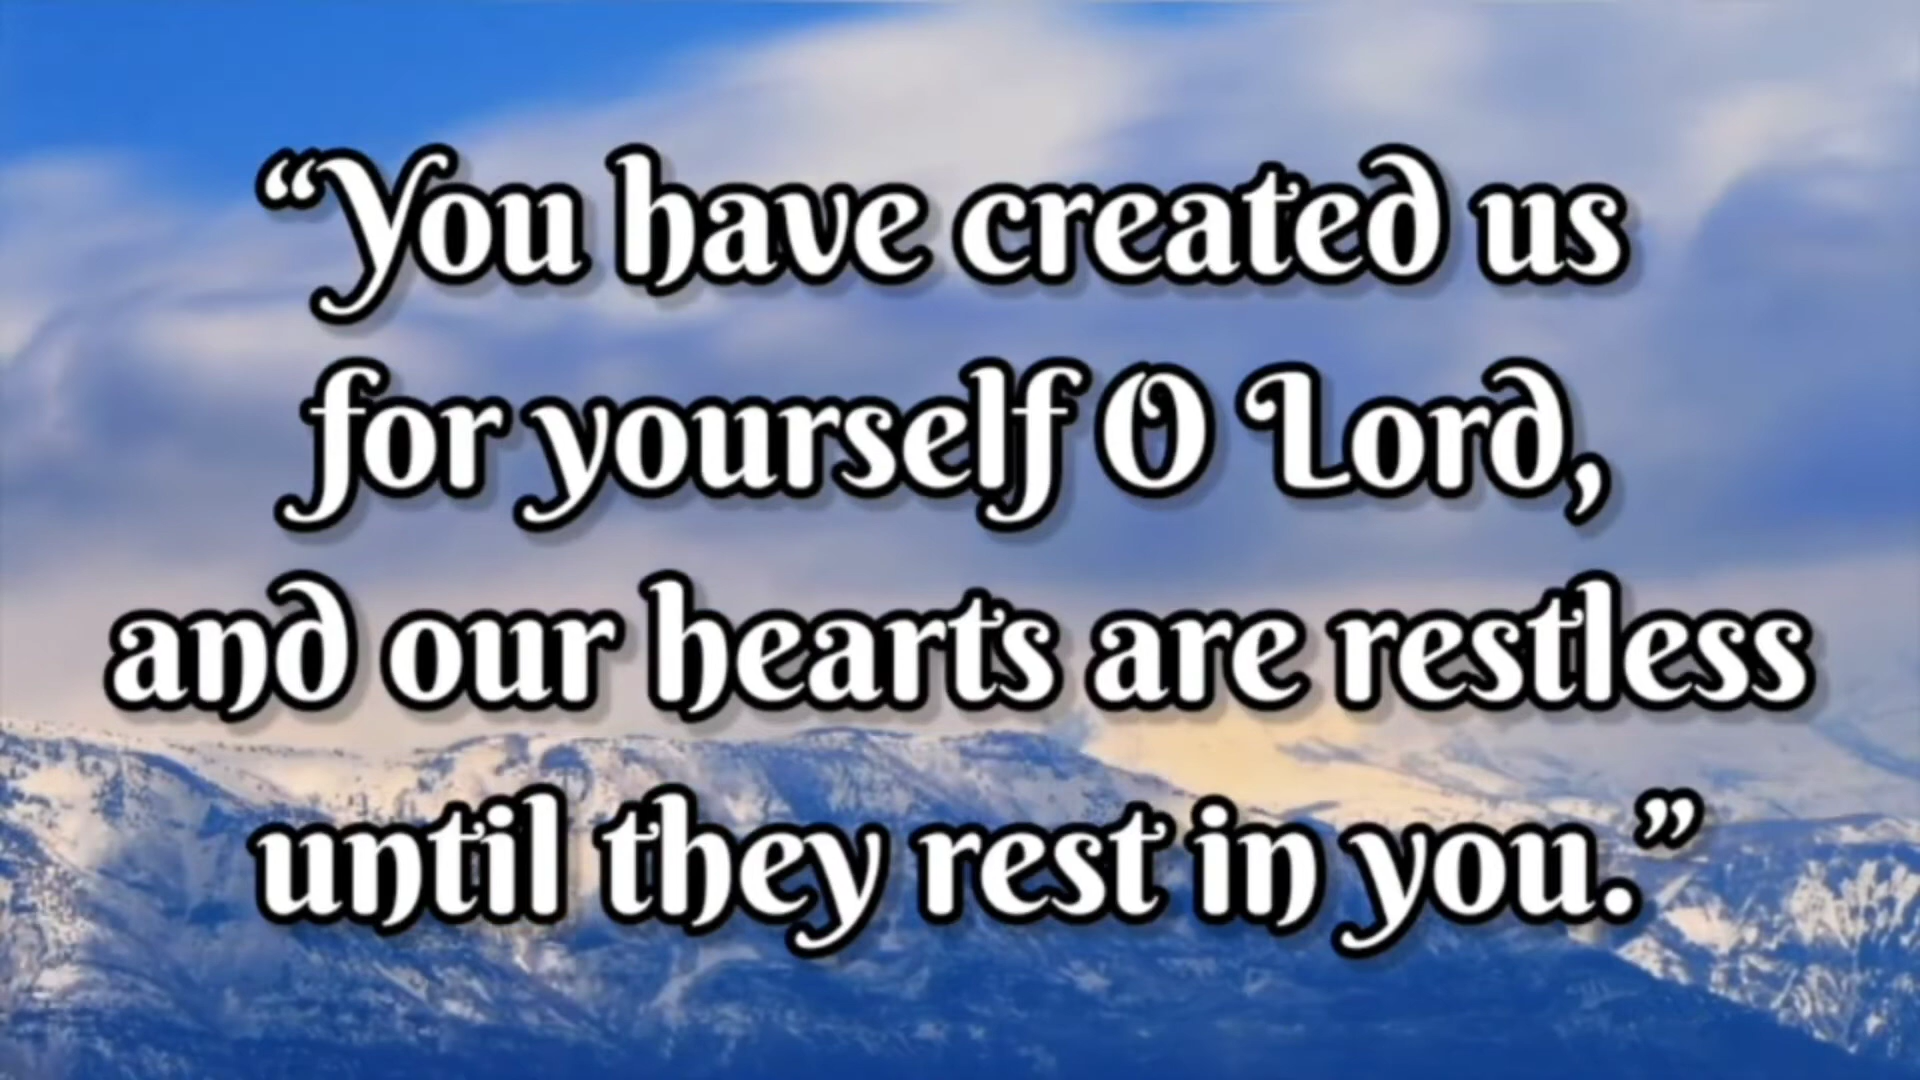 “You have created us
for yourself O Lord,
and our hearts are restless
until they rest in you.”